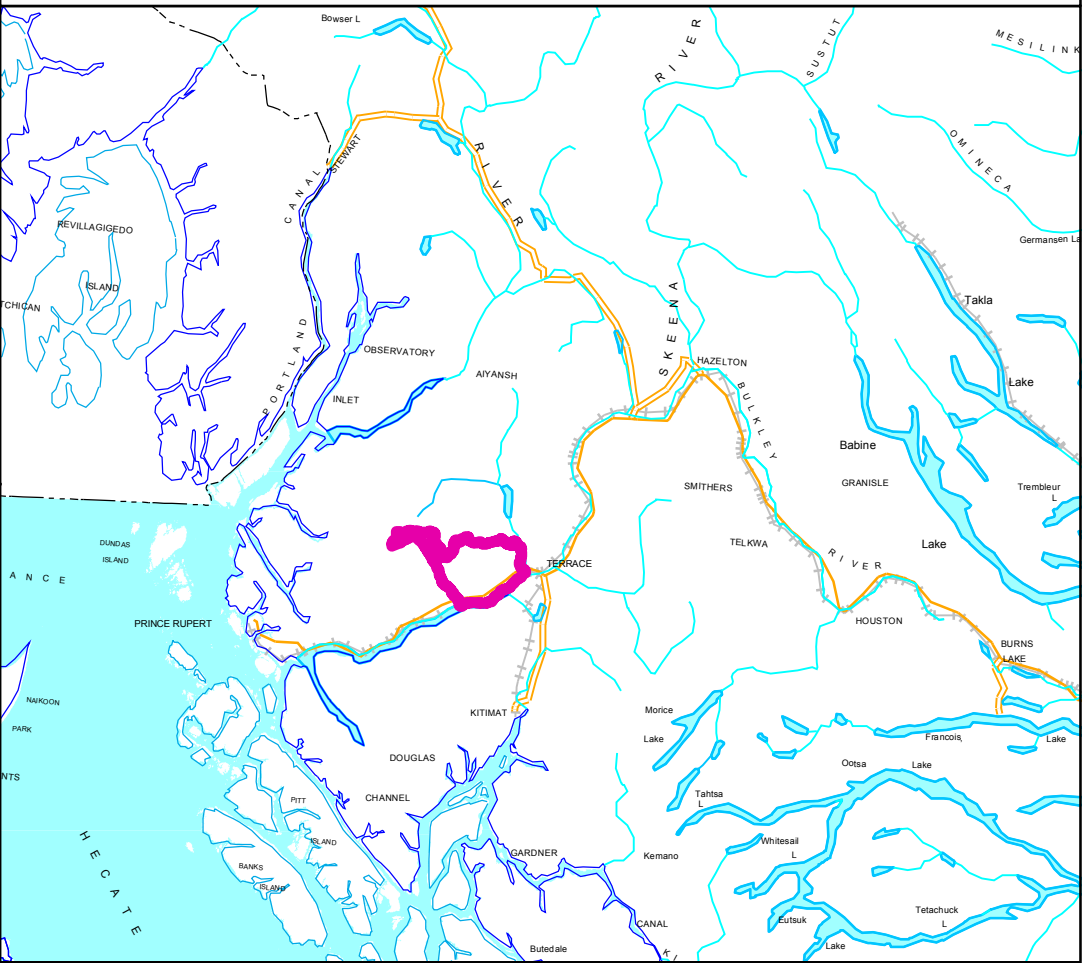 Bowser L
RIVER
SUSTUT
MESILINK
STEWART
RIVER
OMINECA
CANAL
REVILLAGIGEDO
Germansen La
ISLAND
TCHICAN
Takla
SKEENA
PORTLAND
OBSERVATORY
HAZELTON
AIYANSH
Lake
INLET
BULKLEY
Babine
SMITHERS
GRANISLE
Trembleur
L
DUNDAS
ISLAND
TELKWA
Lake
RIVER
TERRACE
ANCE
PRINCE RUPERT
HOUSTON
BURNS
LAKE
NAIKOON
PARK
KITIMAT
Morice
Lake
Francois
Lake
DOUGLAS
Ootsa
Lake
NTS
CHANNEL
PITT
ISLAND
Tahtsa
L
HECATE
Whitesail
L
GARDNER
Kemano
BANKS
ISLAND
Tetachuck
L
Eutsuk
Lake
CANAL
Butedale
KI